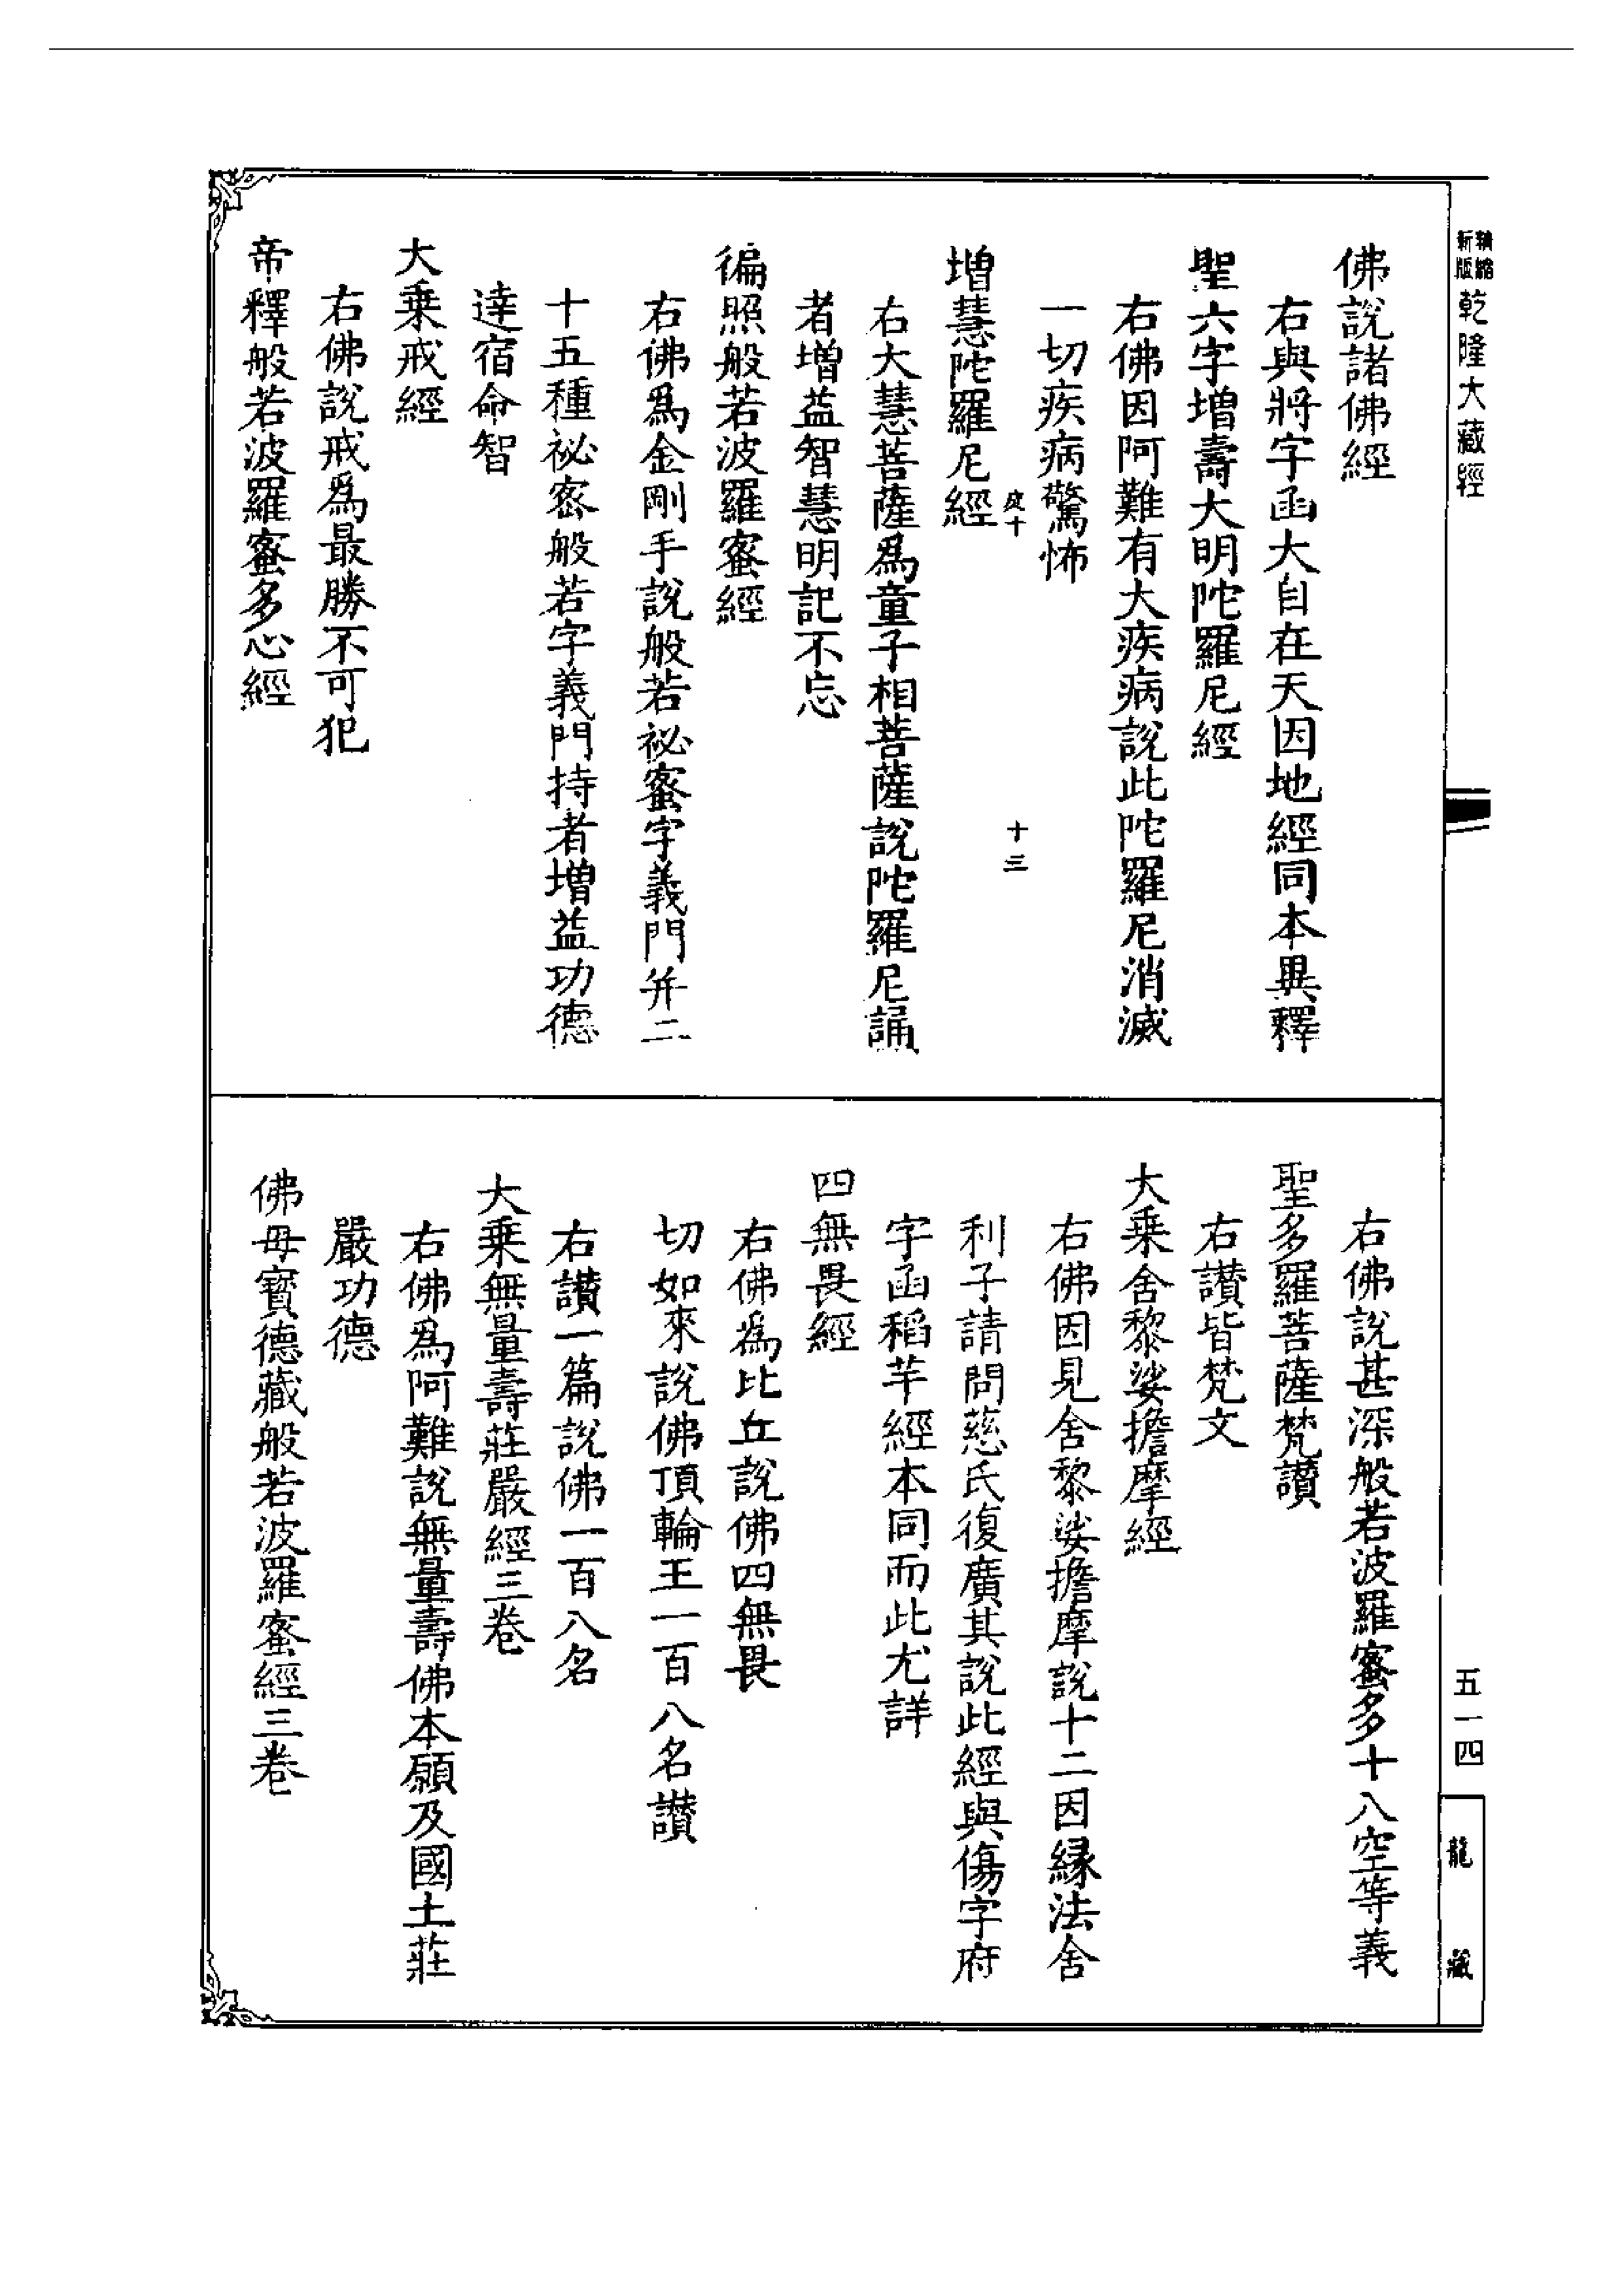 精縮
新版
乾隆大藏經
佛說諸佛經
右與將字函大自在天因地經同本異釋
聖六字增壽大明陀羅尼經
右佛因阿難有大疾病說此陀羅尼消滅
一切疾病驚怖
十三
增慧陀羅尼經
右大慧菩薩爲童子相菩薩說陀羅尼誦
者增益智慧明記不忘
徧照般若波羅蜜經
右佛爲金剛手說般若祕蜜字義門幷二
十五種祕密般若字義門持者增益功德
達宿命智
大乗戒經
右佛說戒爲最勝不可犯
帝釋般若波羅蜜多心經
右佛說甚深般若波羅蜜多十八空等義
聖多羅菩薩梵讚
右讚皆梵文
大乗舍黎娑擔摩經
右佛因見舍黎娑擔摩說十二因緣法舍
利子請問慈氏復廣其說此經與傷字府
字函稻芉經本同而此尤詳
四無畏經
右佛爲比丘說佛四無畏
切如來說佛頂輪王一百八名讚
右讚一篇說佛一百八名
大乗無量壽莊嚴經三卷
右佛爲阿難說無量壽佛本願及國土莊
嚴功德
佛母寳德藏般若波羅蜜經三卷
五一四
龍藏